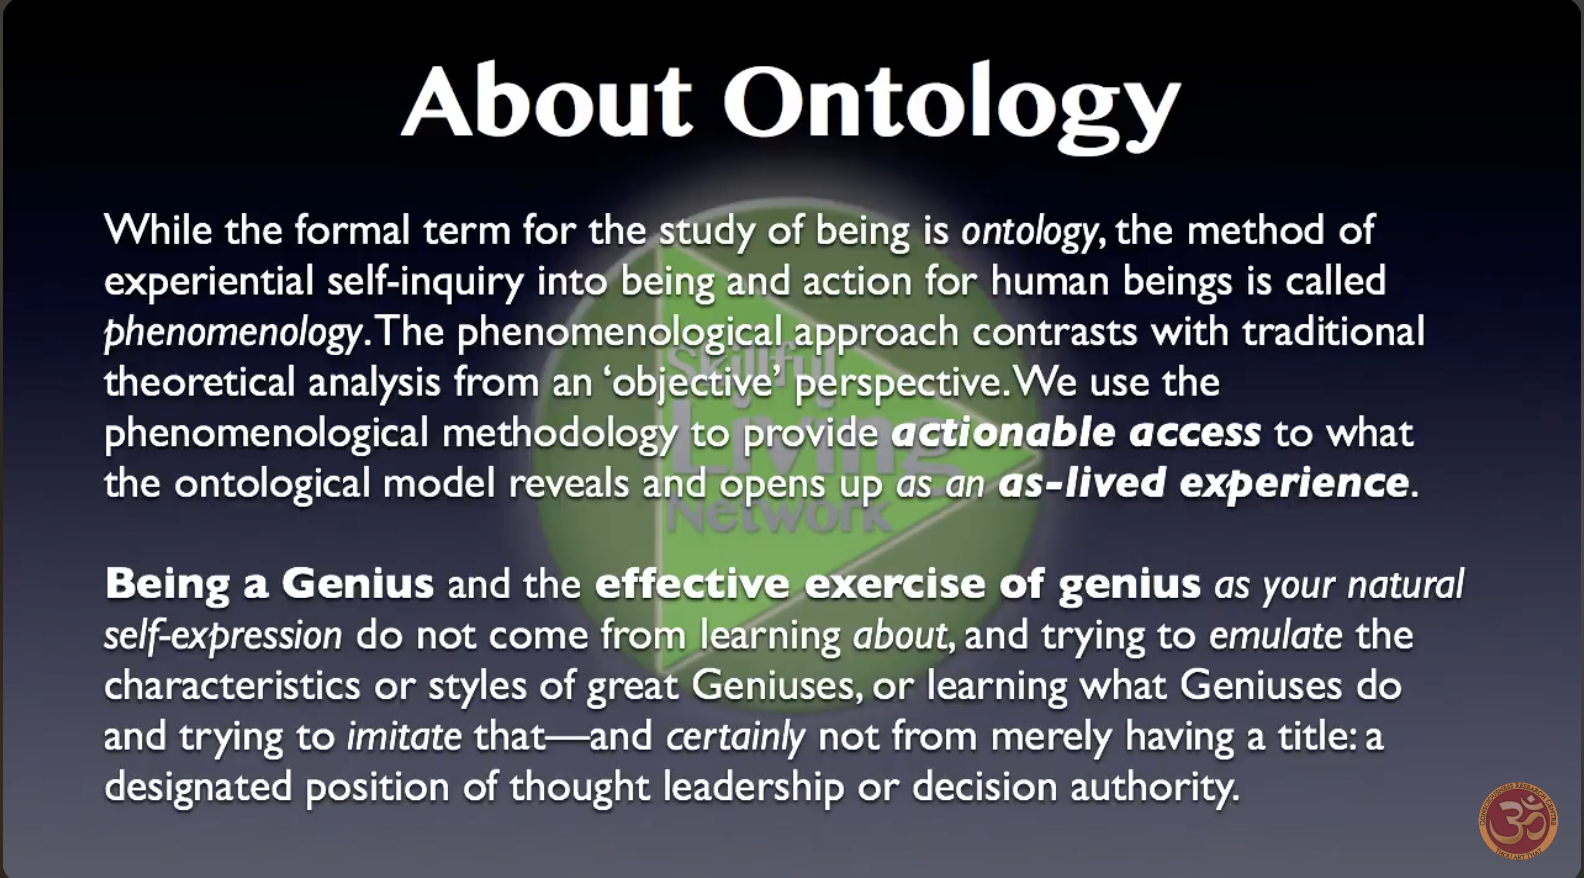 About Ontology
While the formal term for the study of being is ontology, the method of
experiential self-inquiry into being and action for human beings is called
phenomenology. The phenomenological approach contrasts with traditional
theoretical analysis from an ‘objective’ perspective. We use the
phenomenological methodology to provide actionable access to what
the ontological model reveals and opens up as an as-lived experience.
Being a Genius and the effective exercise of genius as your natural
self-expression do not come from learning about, and trying to emulate the
characteristics or styles of great Geniuses, or learning what Geniuses do
and trying to imitate that—and certainly not from merely having a title: a
designated position of thought leadership or decision authority.
Skillful
Living
Network
CONSCIOUSNESS RESEARCH CENTRE
ॐ
THOU ART THAT